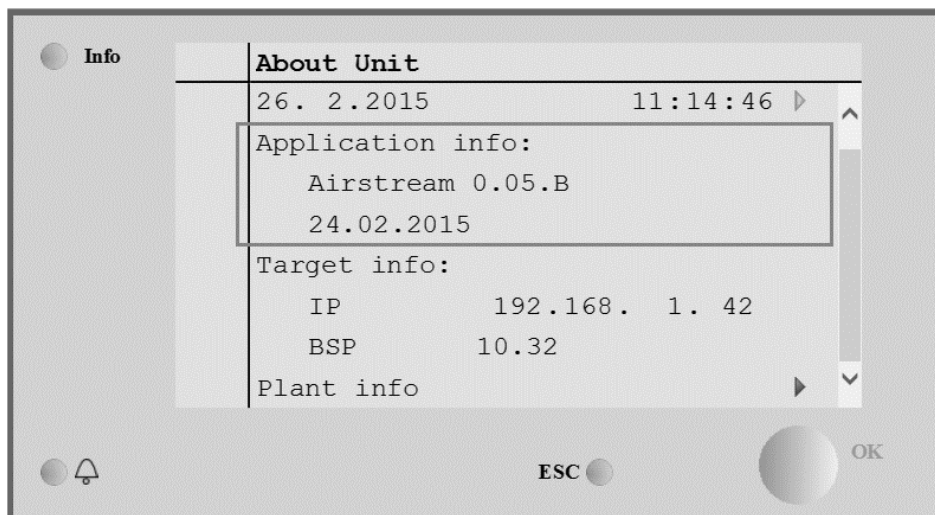 Info
About Unit
26. 2.2015 11:14:46
Application info:
Airstream 0.05.B
24.02.2015
Target info:
IP 192.168. 1. 42
BSP 10.32
Plant info
ESC
OK